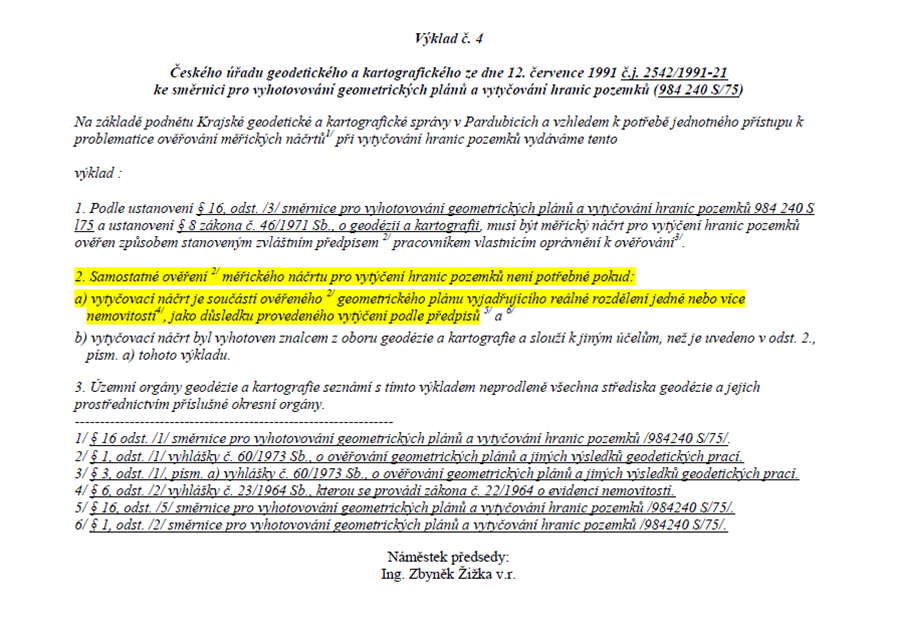 Výklad č. 4
Českého úřadu geodetického a kartografického ze dne 12. července 1991 č.j. 2542/1991-21
ke směrnici pro vyhotovování geometrických plánů a vytyčování hranic pozemků (984 240 S/75)
Na základě podnětu Krajské geodetické a kartografické správy v Pardubicích a vzhledem k potřebě jednotného přístupu k
problematice ověřování měřických náčrtů1/ při vytyčování hranic pozemků vydáváme tento
výklad :
1. Podle ustanovení § 16, odst. /3/ směrnice pro vyhotovování geometrických plánů a vytyčování hranic pozemků 984 240 S
l75 a ustanovení § 8 zákona č. 46/1971 Sb., o geodézii a kartografii, musí být měřický náčrt pro vytýčení hranic pozemků
ověřen způsobem stanoveným zvláštním předpisem 2/ pracovníkem vlastnícím oprávnění k ověřování3/.
2. Samostatné ověření 2/ měřického náčrtu pro vytýčení hranic pozemků není potřebné pokud:
a) vytyčovací náčrt je součástí ověřeného 2/ geometrického plánu vyjadřujícího reálné rozdělení jedné nebo více
nemovitostí4/, jako důsledku provedeného vytýčení podle předpisů 5/ a 6/
b) vytyčovací náčrt byl vyhotoven znalcem z oboru geodézie a kartografie a slouží k jiným účelům, než je uvedeno v odst. 2.,
písm. a) tohoto výkladu.
3. Územní orgány geodézie a kartografie seznámí s tímto výkladem neprodleně všechna střediska geodézie a jejich
prostřednictvím příslušné okresní orgány.
------------------------------------------------------------
1/ § 16 odst. /1/ směrnice pro vyhotovování geometrických plánů a vytyčování hranic pozemků /984240 S/75/.
2/ § 1, odst. /1/ vyhlášky č. 60/1973 Sb., o ověřování geometrických plánů a jiných výsledků geodetických prací.
3/ § 3, odst. /1/, písm. a) vyhlášky č. 60/1973 Sb., o ověřování geometrických plánů a jiných výsledků geodetických prací.
4/ § 6, odst. /2/ vyhlášky č. 23/1964 Sb., kterou se provádí zákona č. 22/1964 o evidenci nemovitostí.
5/ § 16, odst. /5/ směrnice pro vyhotovování geometrických plánů a vytyčování hranic pozemků /984240 S/75/.
6/ § 1, odst. /2/ směrnice pro vyhotovování geometrických plánů a vytyčování hranic pozemků /984240 S/75/.
Náměstek předsedy:
Ing. Zbyněk Žižka v.r.